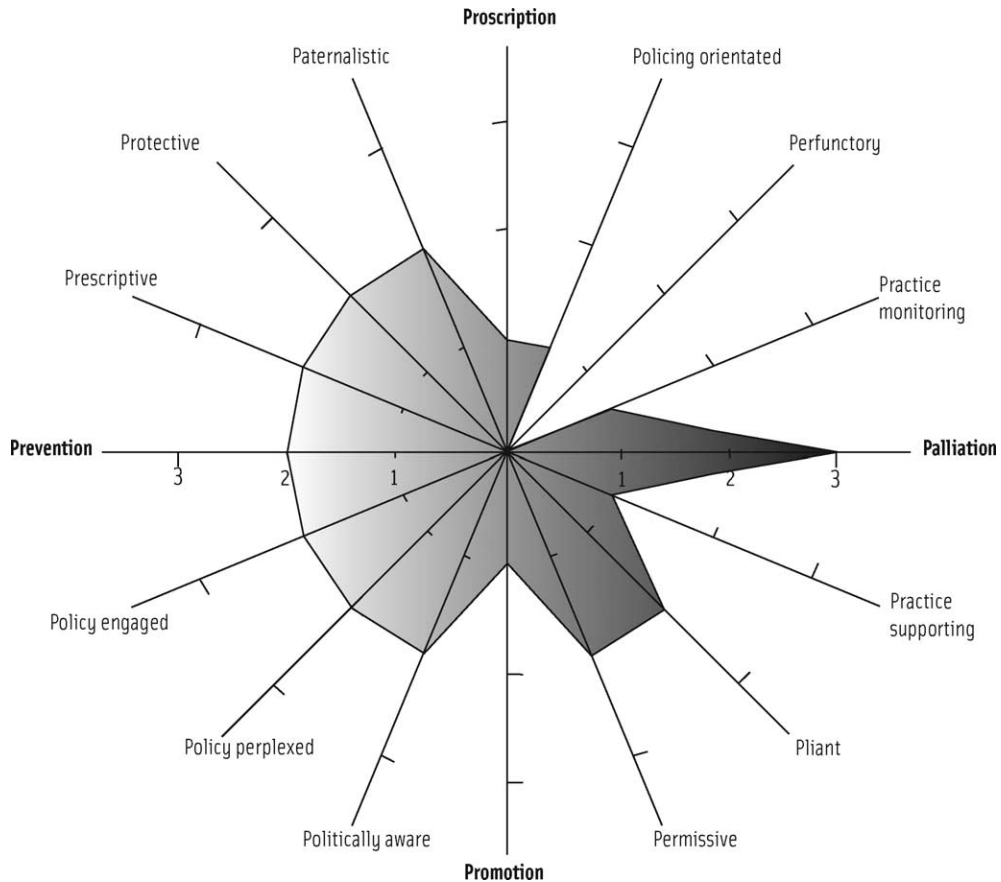 Proscription
Paternalistic
Policing orientated
Protective
Perfunctory
Prescriptive
Practice
monitoring
Prevention
Palliation
3
2
1
1
2
3
Policy engaged
Practice
supporting
Policy perplexed
Pliant
Politically aware
Permissive
Promotion